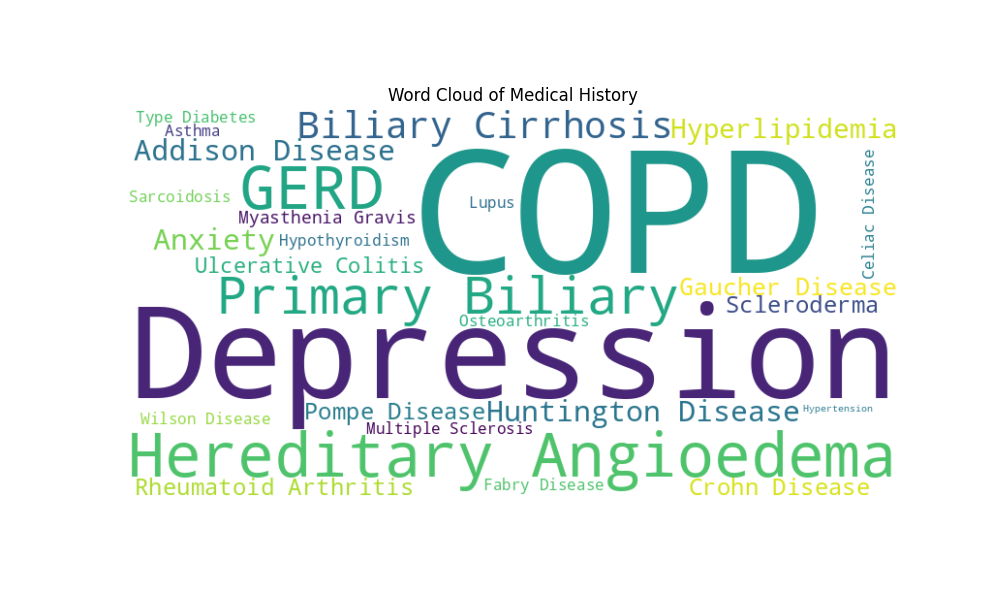 Word Cloud of Medical History
Type Diabetes
Biliary Cirrhosis
Hyperlipidemia
Asthma
Addison Disease
COPD
Celiac Disease
GERD
Sarcoidosis
Lupus
Myasthenia Gravis
Anxiety
Hypothyroidism
Ulcerative Colitis
Primary Biliary
Gaucher Disease
Scleroderma
Osteoarthritis
Depression
Pompe Disease
Huntington Disease
Hypertension
Wilson Disease
Multiple Sclerosis
Hereditary Angioedema
Rheumatoid Arthritis
Fabry Disease
Crohn Disease